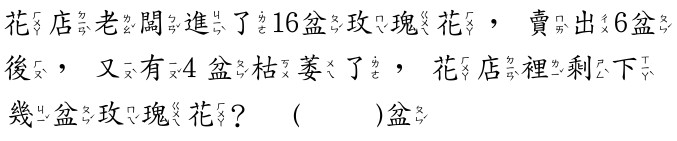 花店老闆進了16盆玫瑰花，賣出6盆
後，又有4盆枯萎了，花店裡剩下
幾盆玫瑰花？（　　）盆